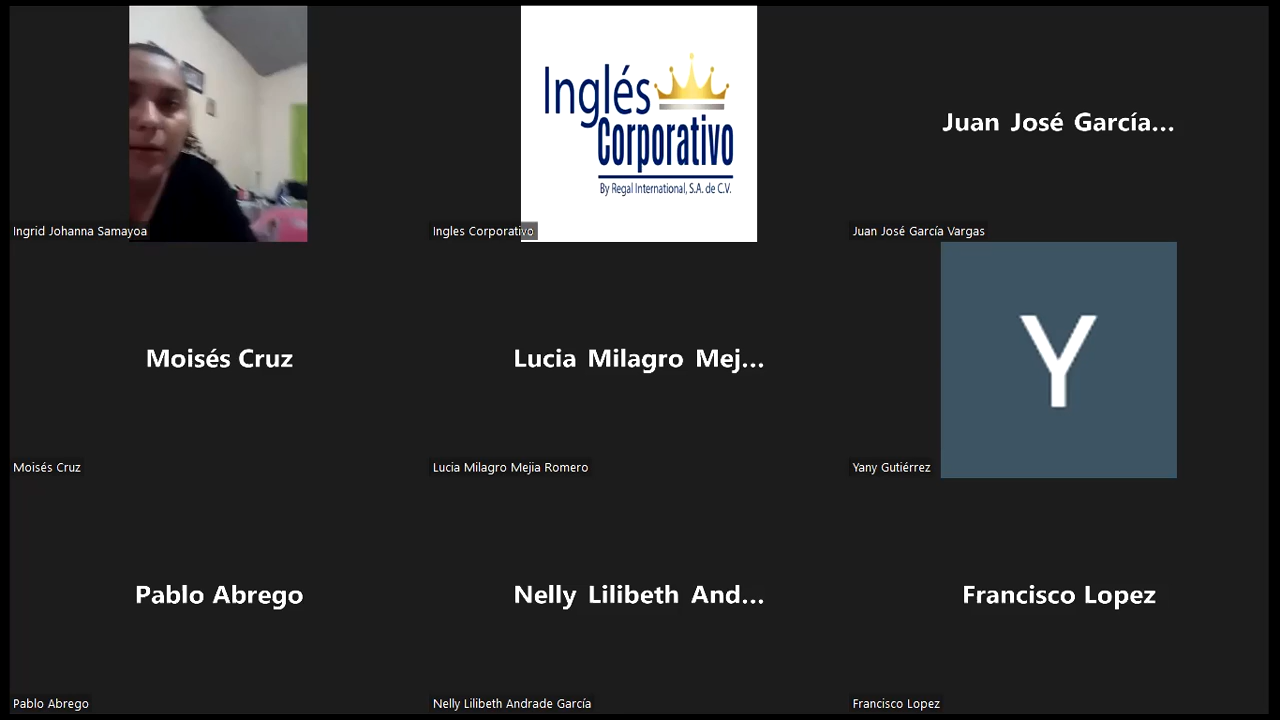 Ingrid Johanna Samayoa
Inglés
Corporativo
By Regal International, S.A. de C.V.
Ingles Corporativo
Juan José García...
Juan José García Vargas
Moisés Cruz
Moisés Cruz
Lucia Milagro Mej...
Lucia Milagro Mejia Romero
Y
Yany Gutiérrez
Pablo Abrego
Pablo Abrego
Nelly Lilibeth And...
Nelly Lilibeth Andrade García
Francisco Lopez
Francisco Lopez